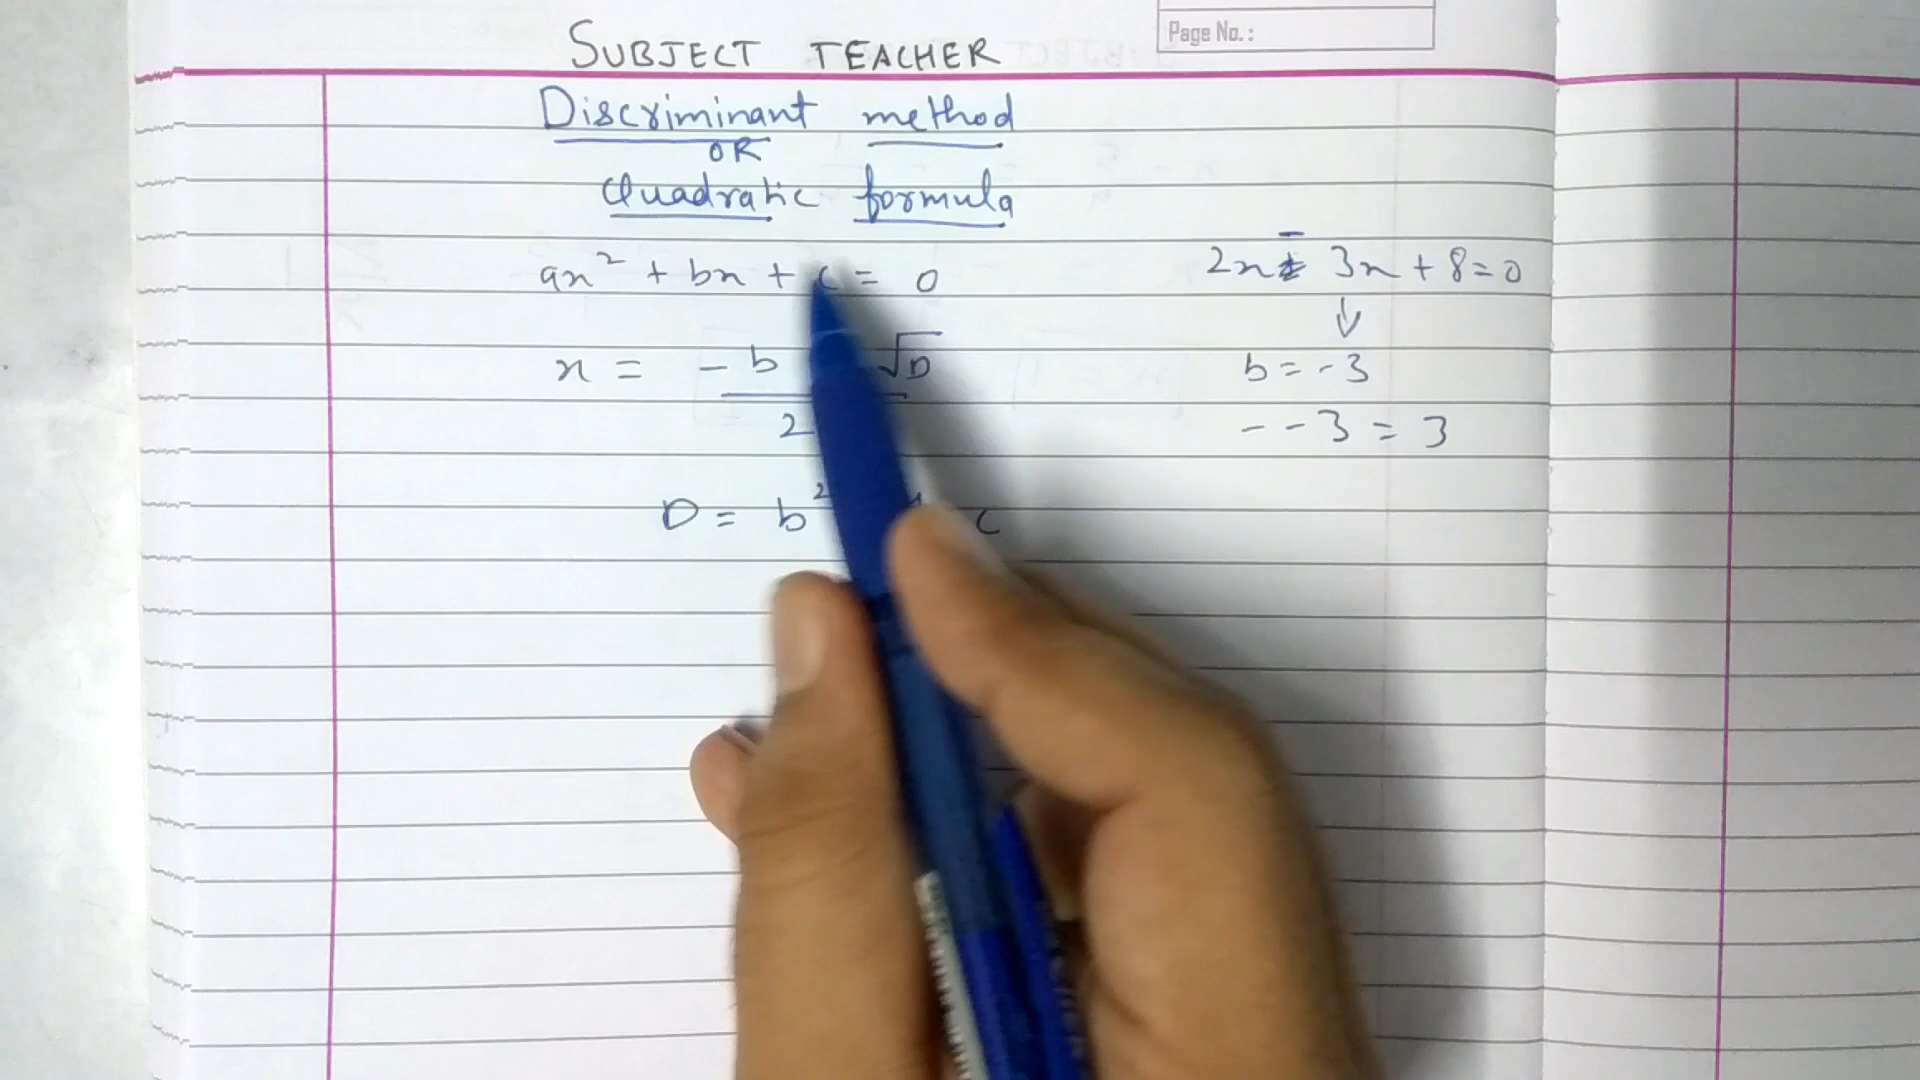 Page No. :
SUBJECT TEACHER
Discriminant method
OR
Quadratic formula
ax² + bx + c = 0
x = - b √D
2
D = b² c
2x - 3x + 8 = 0
↓
b = -3
- - 3 = 3